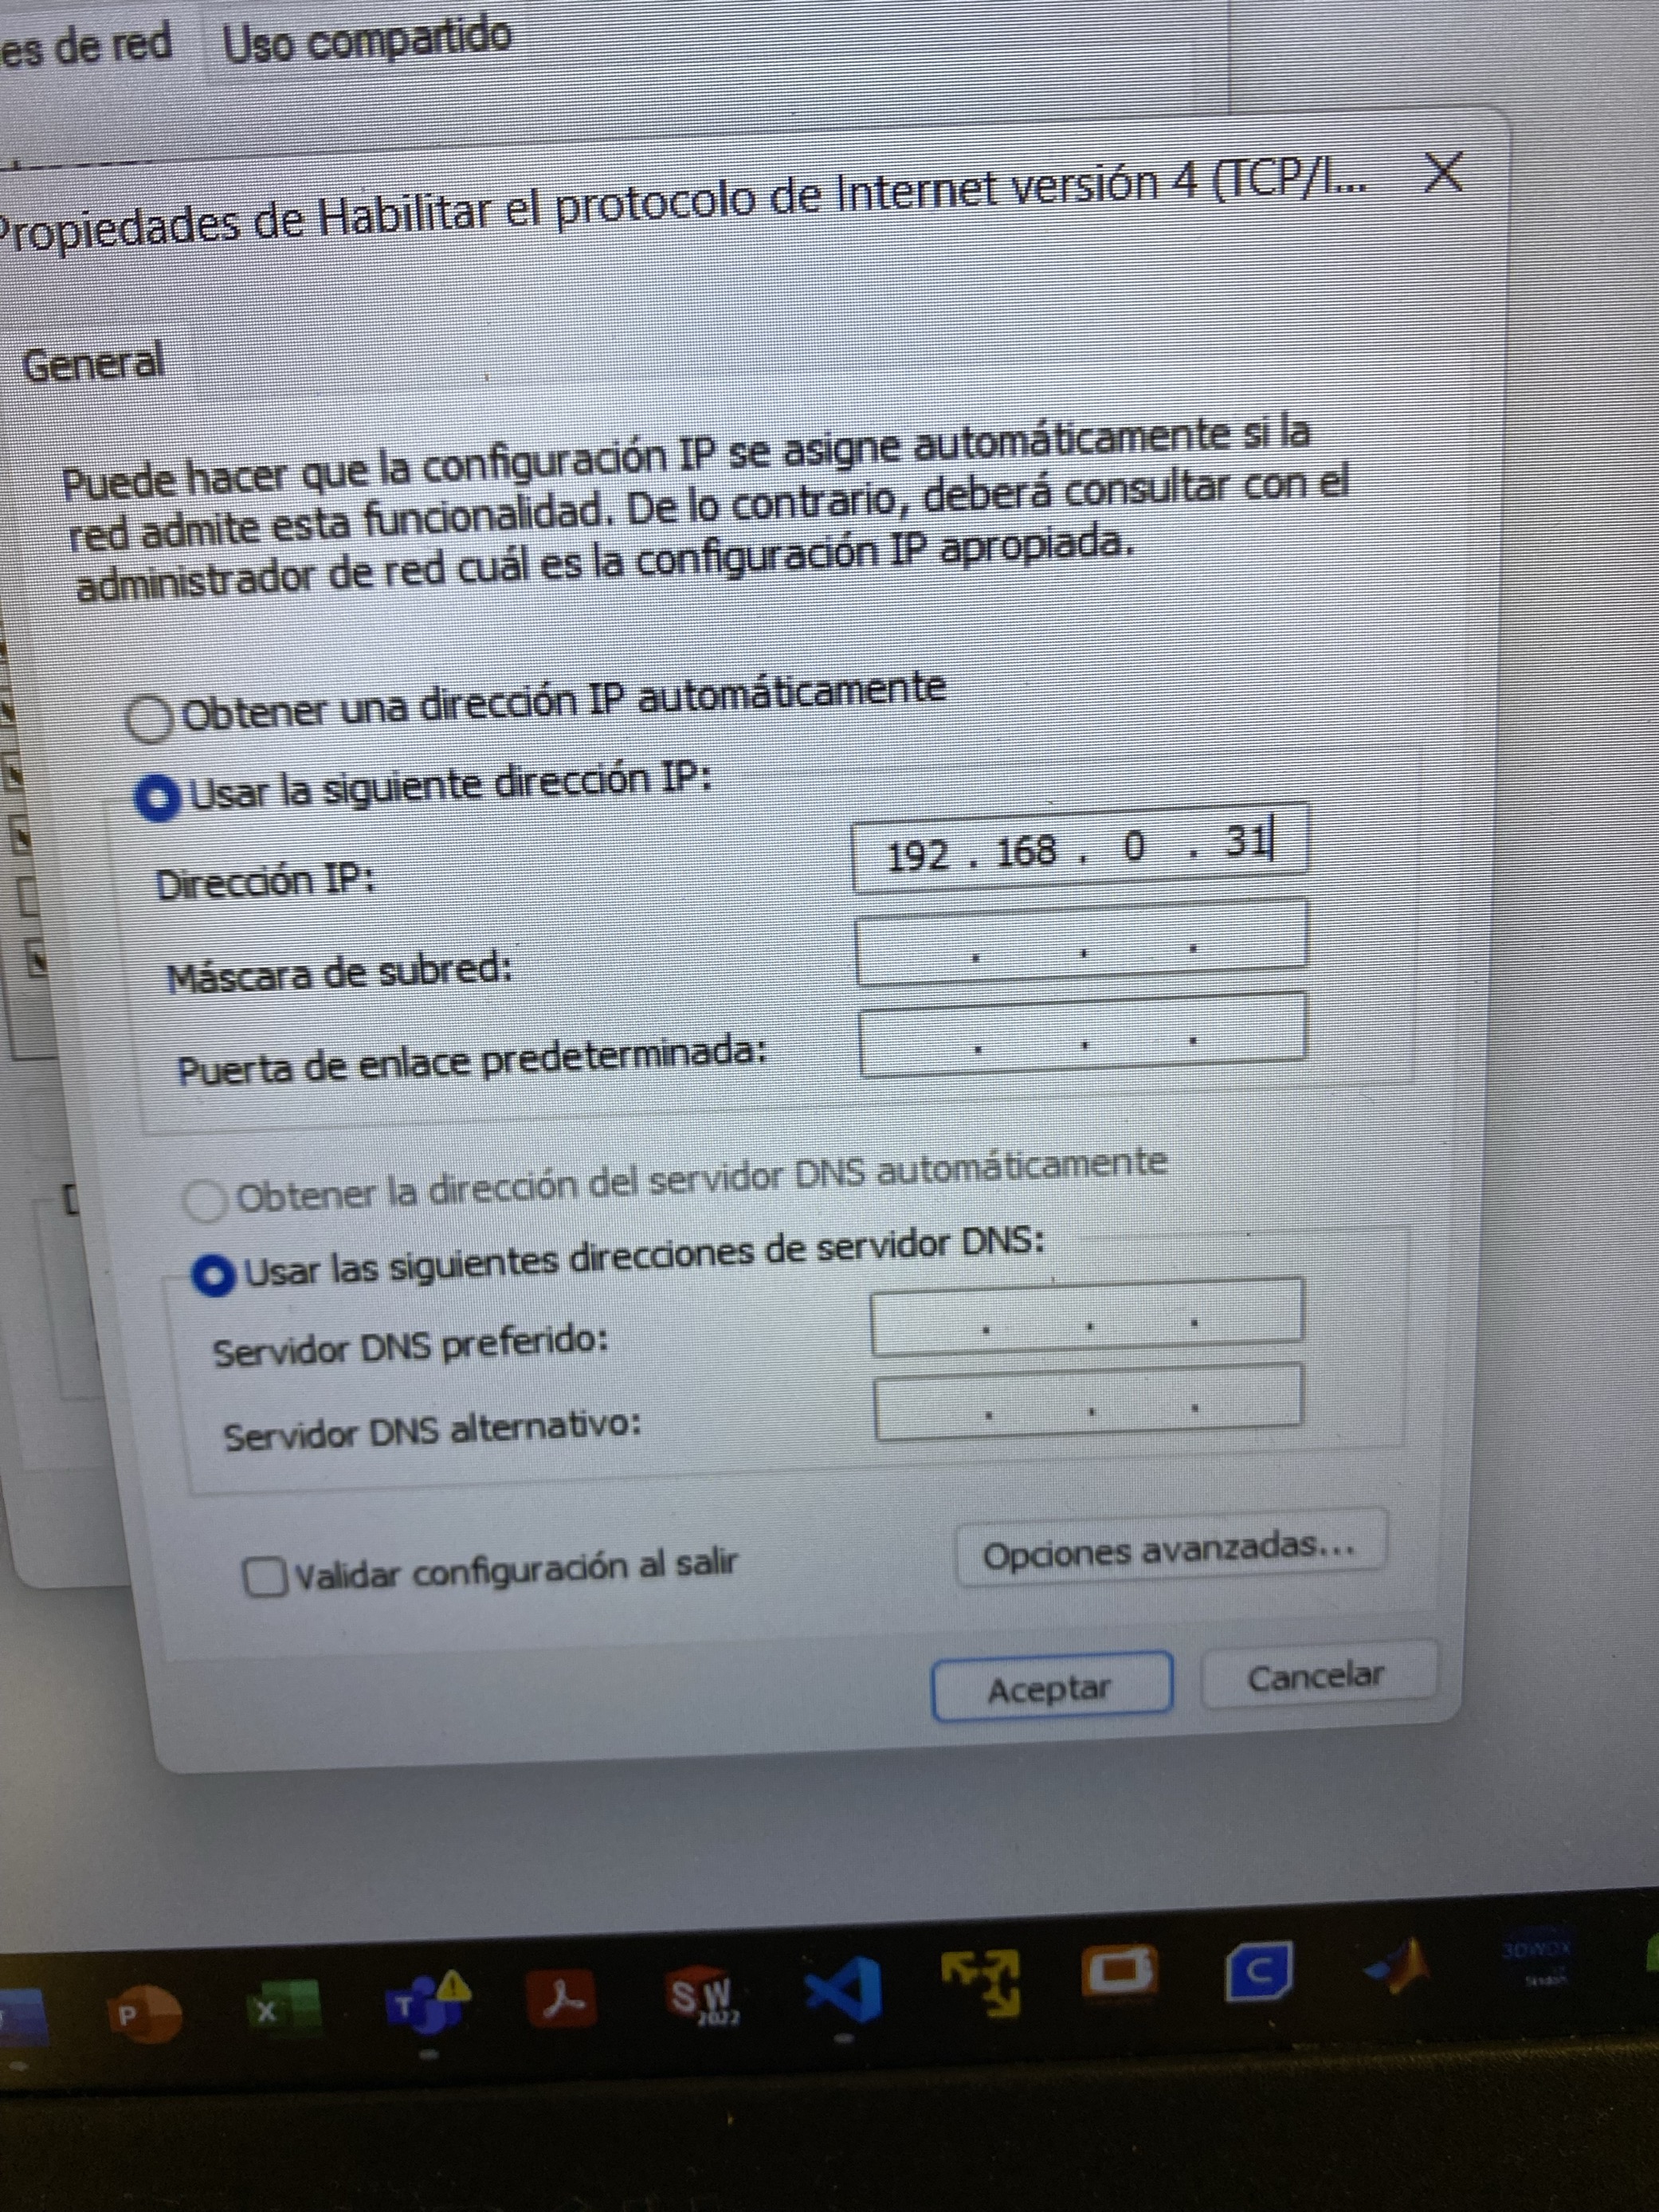 es de red Uso compartido
Propiedades de Habilitar el protocolo de Internet versión 4 (TCP/I... X
General
Puede hacer que la configuración IP se asigne automáticamente si la
red admite esta funcionalidad. De lo contrario, deberá consultar con el
administrador de red cuál es la configuración IP apropiada.
Obtener una dirección IP automáticamente
Usar la siguiente dirección IP:
Dirección IP: 192 . 168 . 0 . 31
Máscara de subred: . . .
Puerta de enlace predeterminada: . . .
Obtener la dirección del servidor DNS automáticamente
Usar las siguientes direcciones de servidor DNS:
Servidor DNS preferido: . . .
Servidor DNS alternativo: . . .
Validar configuración al salir
Opciones avanzadas...
Aceptar Cancelar
P X T SW 2022 C 3DWOX
Sindoh